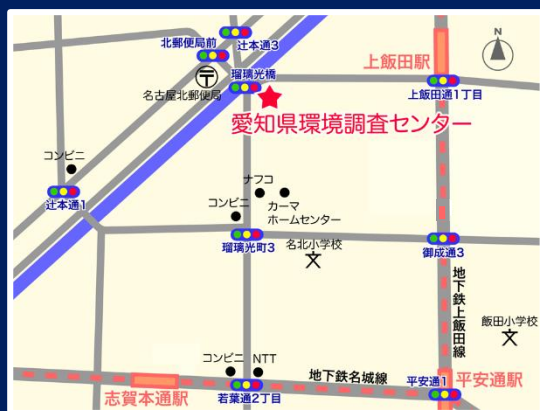 辻本通3
北郵便局前
上飯田駅
N
瑠璃光橋
名古屋北郵便局
上飯田通1丁目
愛知県環境調査センター
コンビニ
ナフコ
辻本通1
コンビニ
カーマ
ホームセンター
瑠璃光町3
名北小学校
文
御成通3
地下鉄上飯田線
飯田小学校
文
コンビニ
NTT
地下鉄名城線
平安通1
平安通駅
志賀本通駅
若葉通2丁目